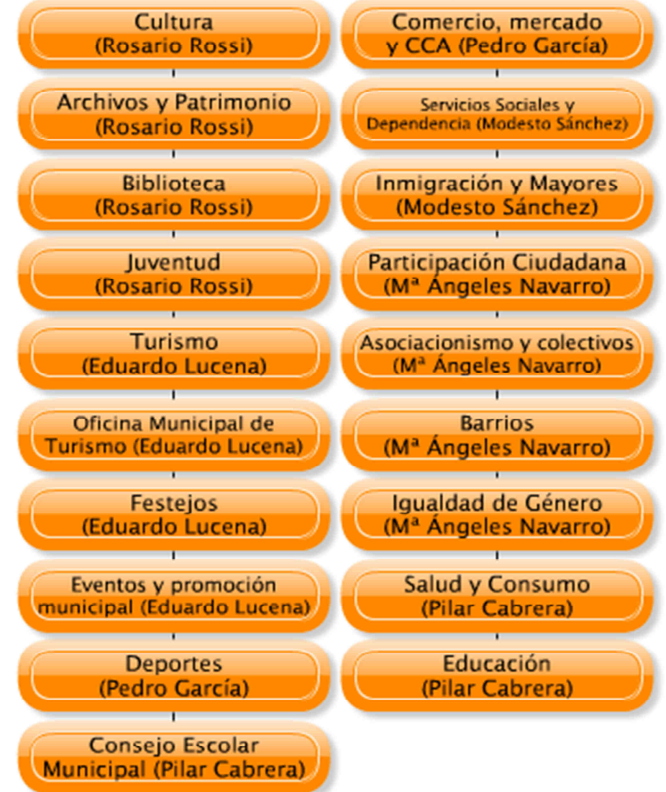 Cultura
(Rosario Rossi)
Archivos y Patrimonio
(Rosario Rossi)
Biblioteca
(Rosario Rossi)
Juventud
(Rosario Rossi)
Turismo
(Eduardo Lucena)
Oficina Municipal de
Turismo (Eduardo Lucena)
Festejos
(Eduardo Lucena)
Eventos y promoción
municipal (Eduardo Lucena)
Deportes
(Pedro García)
Consejo Escolar
Municipal (Pilar Cabrera)
Comercio, mercado
y CCA (Pedro García)
Servicios Sociales y
Dependencia (Modesto Sánchez)
Inmigración y Mayores
(Modesto Sánchez)
Participación Ciudadana
(Mª Ángeles Navarro)
Asociacionismo y colectivos
(Mª Ángeles Navarro)
Barrios
(Mª Ángeles Navarro)
Igualdad de Género
(Mª Ángeles Navarro)
Salud y Consumo
(Pilar Cabrera)
Educación
(Pilar Cabrera)